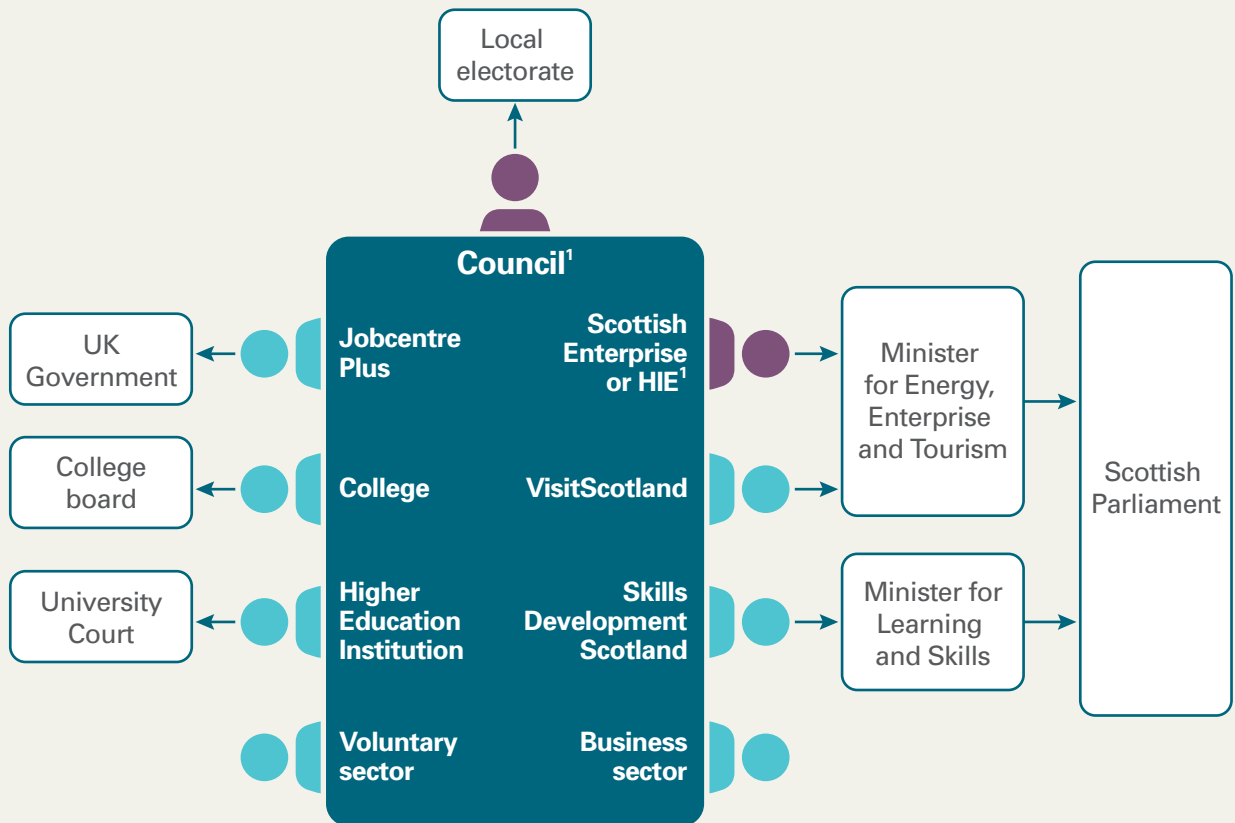 Local
electorate
Council¹
UK
Government
Jobcentre
Plus
Scottish
Enterprise
or HIE¹
Minister
for Energy,
Enterprise
and Tourism
Scottish
Parliament
College
board
College
VisitScotland
University
Court
Higher
Education
Institution
Skills
Development
Scotland
Minister for
Learning
and Skills
Voluntary
sector
Business
sector